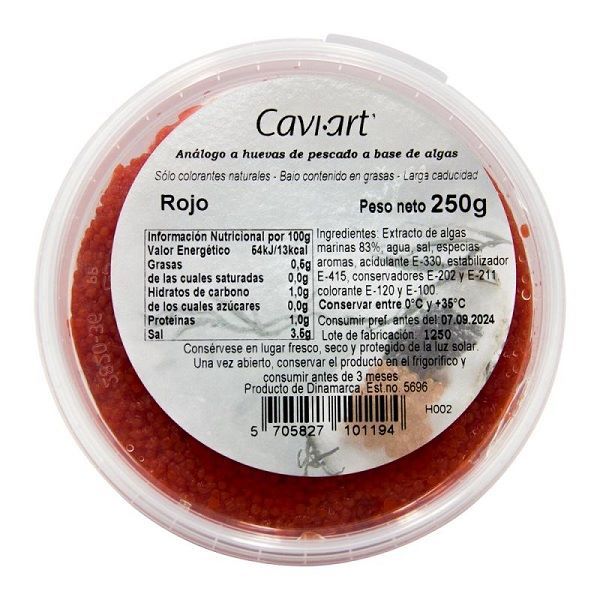 Cavi·art
Análogo a huevas de pescado a base de algas
Sólo colorantes naturales - Bajo contenido en grasas - Larga caducidad
Rojo
Peso neto 250g
Información Nutricional por 100g
Valor Energético 54kJ/13kcal
Grasas 0,6g
de las cuales saturadas 0,0g
Hidratos de carbono 1,0g
de los cuales azúcares 0,0g
Proteinas 1,0g
Sal 3.5g
Ingredientes: Extracto de algas
marinas 83%, agua, sal, especias,
aromas, acidulante E-330, estabilizador
E-415, conservadores E-202 y E-211,
colorante E-120 y E-100.
Conservar entre 0°C y +35°C
Consumir pref. antes del 07.09.2024
Lote de fabricación: 1250
Consérvese en lugar fresco, seco y protegido de la luz solar.
Una vez abierto, conservar el producto en el frigorífico y
consumir antes de 3 meses
Producto de Dinamarca, Est no. 5696
H002
5 705827 101194